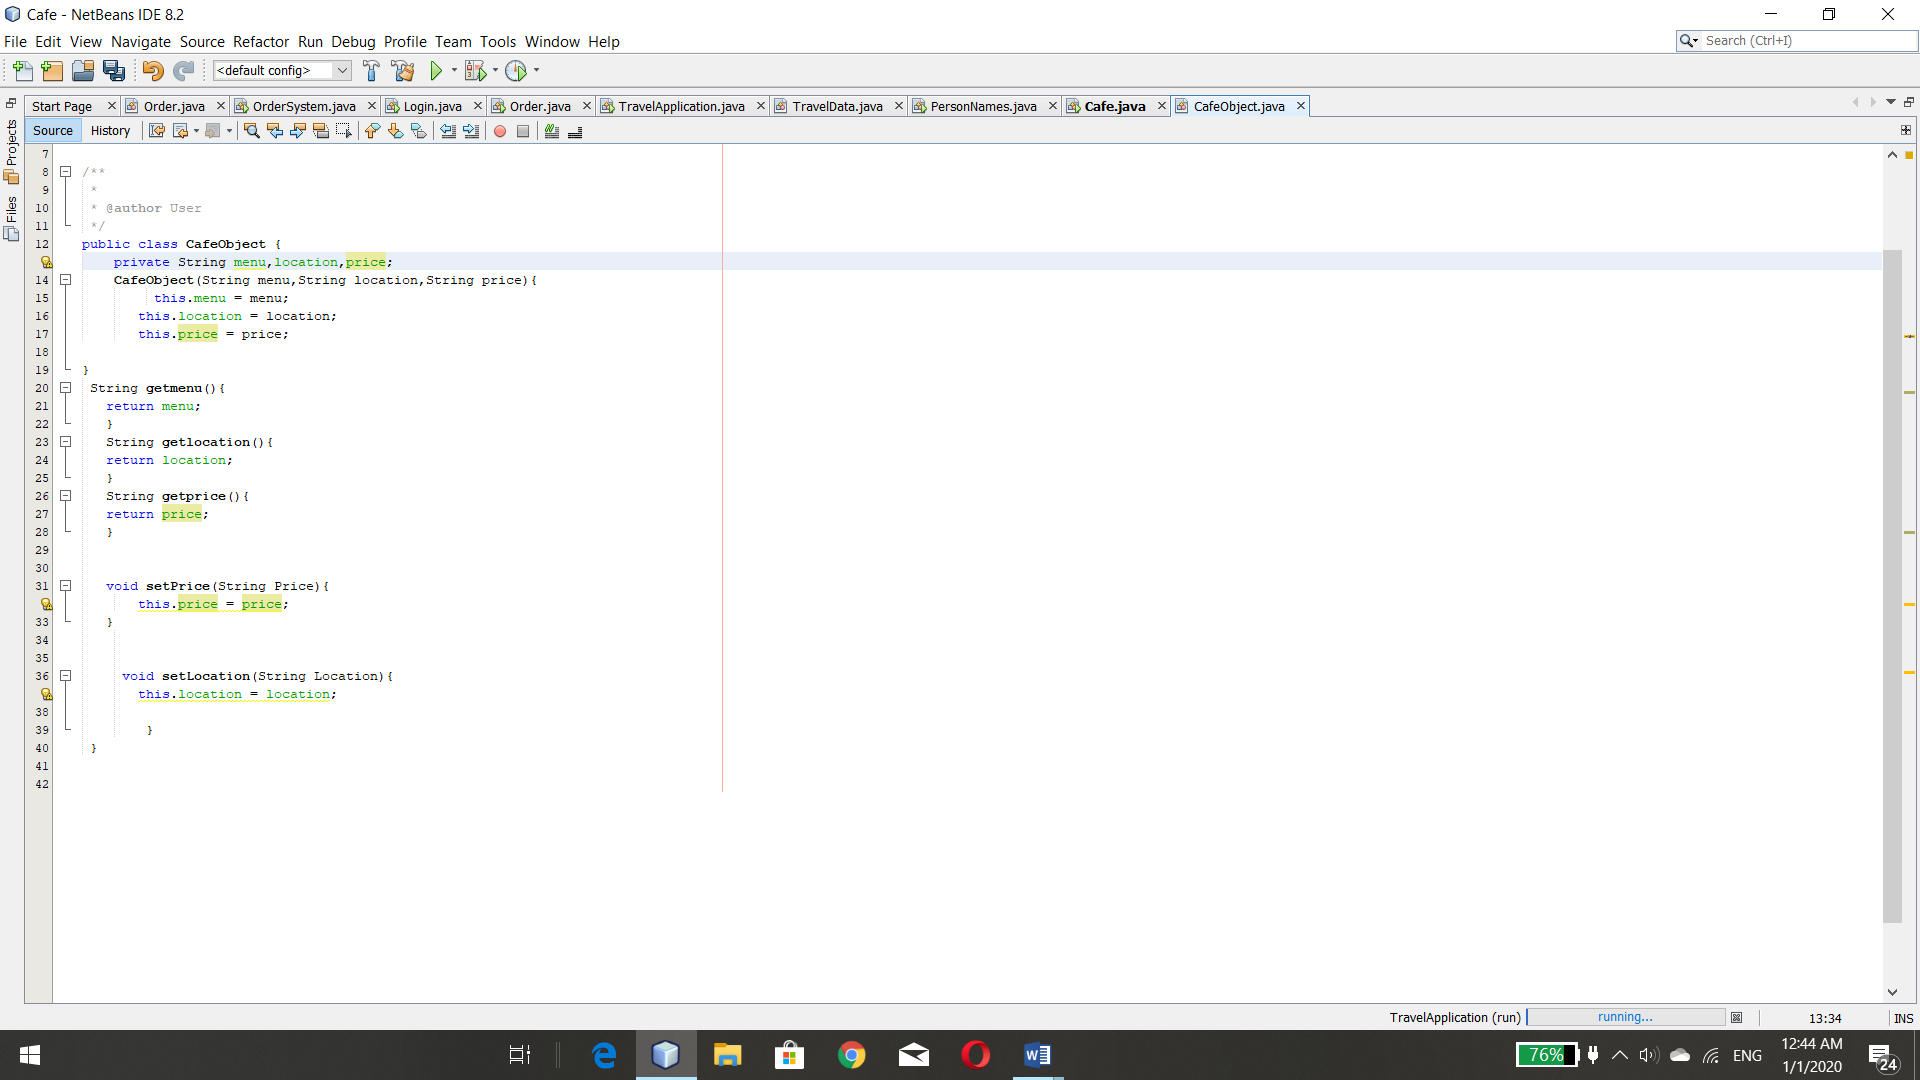 Cafe - NetBeans IDE 8.2
File Edit View Navigate Source Refactor Run Debug Profile Team Tools Window Help
Search (Ctrl+I)
<default config>
Start Page Order.java OrderSystem.java Login.java Order.java TravelApplication.java TravelData.java PersonNames.java Cafe.java CafeObject.java
Source History
Projects
Files
7
8 /**
9 *
10 * @author User
11 */
12 public class CafeObject {
private String menu,location,price;
14 CafeObject(String menu,String location,String price){
15 this.menu = menu;
16 this.location = location;
17 this.price = price;
18
19 }
20 String getmenu(){
21 return menu;
22 }
23 String getlocation(){
24 return location;
25 }
26 String getprice(){
27 return price;
28 }
29
30
31 void setPrice(String Price){
this.price = price;
33 }
34
35
36 void setLocation(String Location){
this.location = location;
38
39 }
40 }
41
42
TravelApplication (run) running... 13:34 INS
76% ENG 12:44 AM
1/1/2020 24